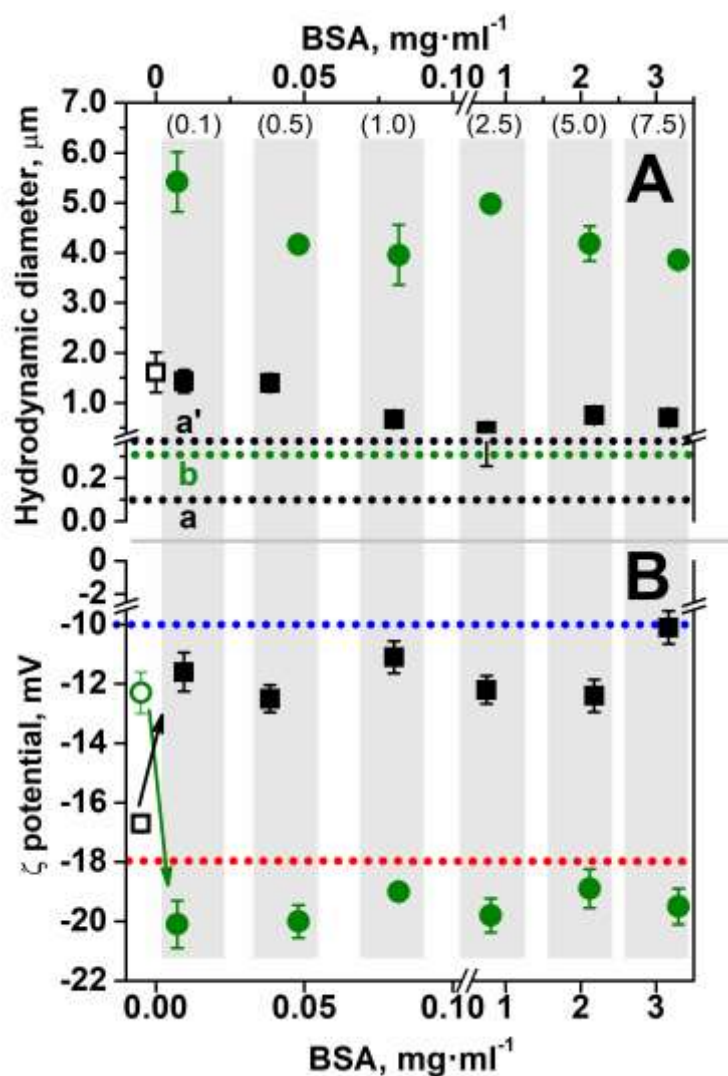 BSA, mg·ml⁻¹
0 0.05 0.10 1 2 3
(0.1) (0.5) (1.0) (2.5) (5.0) (7.5)
A
Hydrodynamic diameter, μm
7.0
6.0
5.0
4.0
3.0
2.0
1.0
0.2
0.0
a'
b
a
B
ζ potential, mV
0
-2
-10
-12
-14
-16
-18
-20
-22
0.00 0.05 0.10 1 2 3
BSA, mg·ml⁻¹